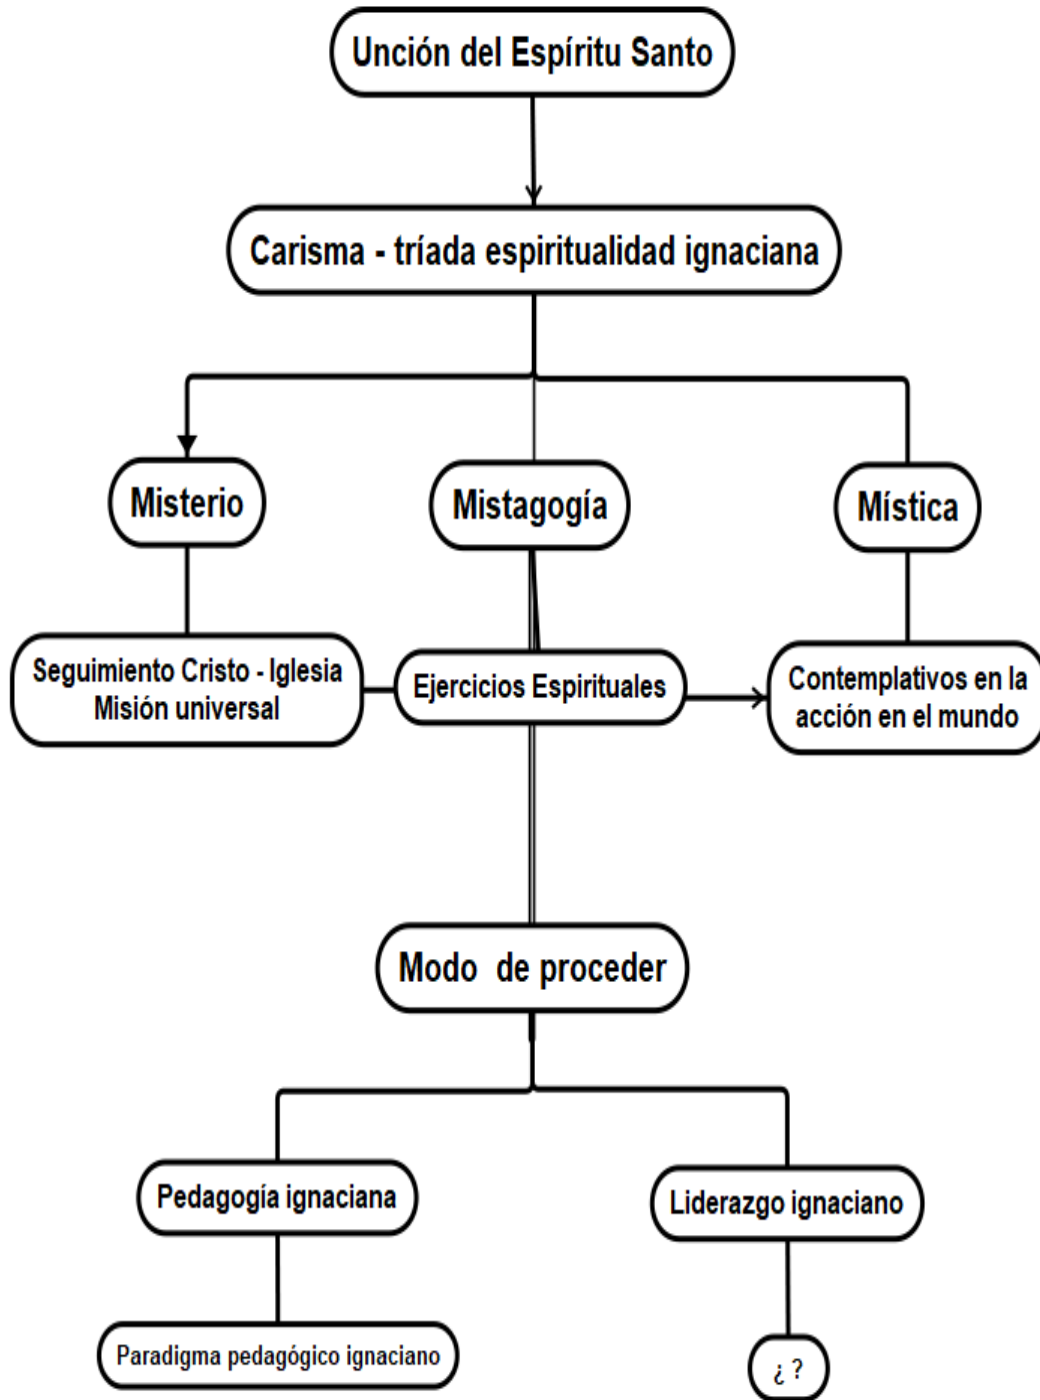 Unción del Espíritu Santo
Carisma - tríada espiritualidad ignaciana
Misterio
Mistagogía
Mística
Seguimiento Cristo - Iglesia
Misión universal
Ejercicios Espirituales
Contemplativos en la
acción en el mundo
Modo de proceder
Pedagogía ignaciana
Liderazgo ignaciano
Paradigma pedagógico ignaciano
¿ ?